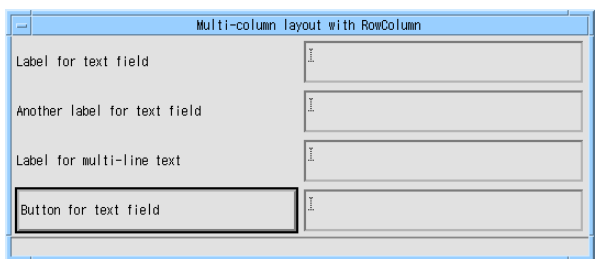 Multi-column layout with RowColumn
Label for text field
Another label for text field
Label for multi-line text
Button for text field